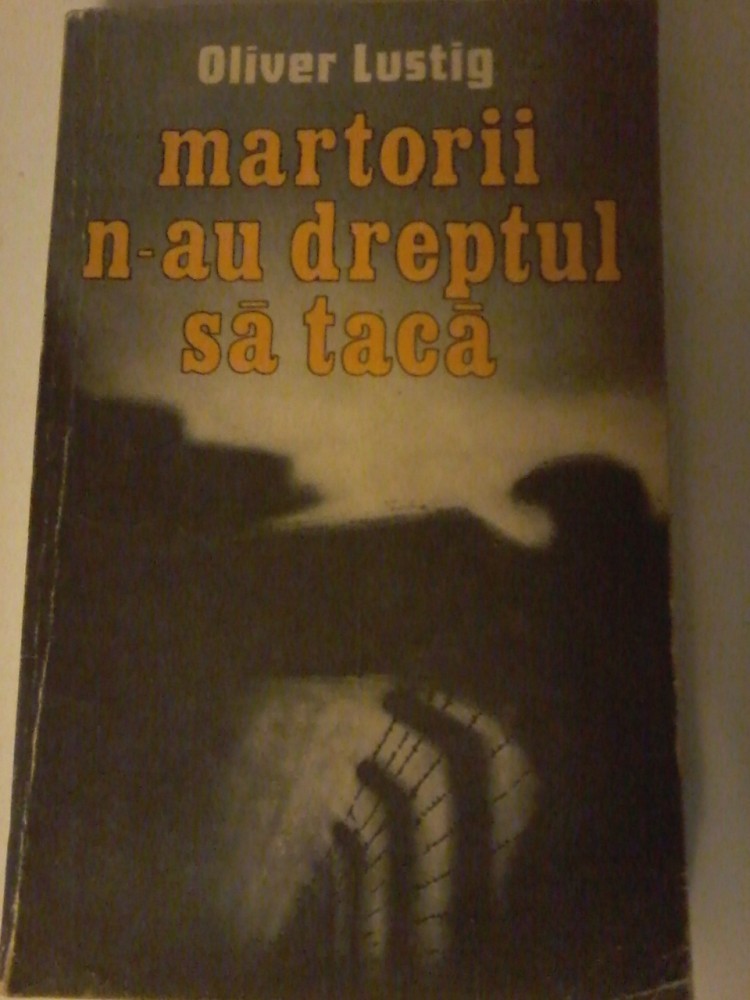 Oliver Lustig
martorii
n-au dreptul
să tacă